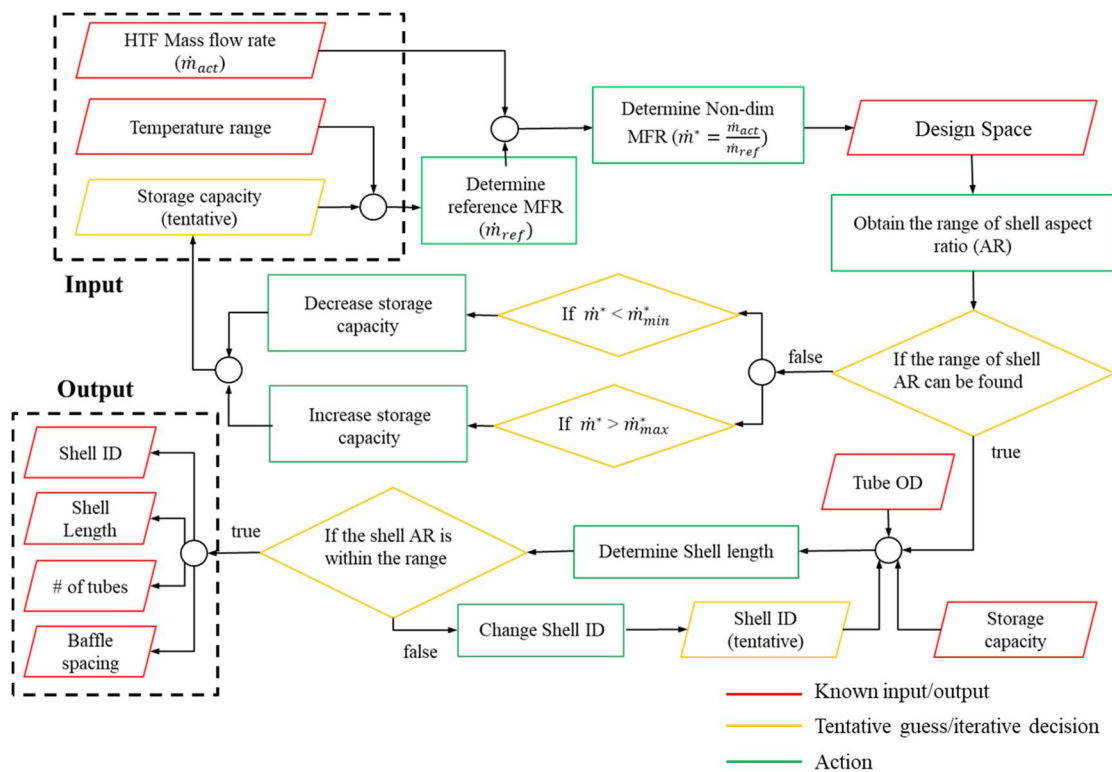 HTF Mass flow rate
(ṁ_act)
Temperature range
Storage capacity
(tentative)
Input
Determine
reference MFR
(ṁ_ref)
Determine Non-dim
MFR (ṁ* = ṁ_act/ṁ_ref)
Design Space
Obtain the range of shell aspect
ratio (AR)
If the range of shell
AR can be found
false
true
If ṁ* < ṁ*_min
If ṁ* > ṁ*_max
Decrease storage
capacity
Increase storage
capacity
Output
Shell ID
Shell
Length
# of tubes
Baffle
spacing
true
If the shell AR is
within the range
false
Determine Shell length
Tube OD
Change Shell ID
Shell ID
(tentative)
Storage
capacity
Known input/output
Tentative guess/iterative decision
Action